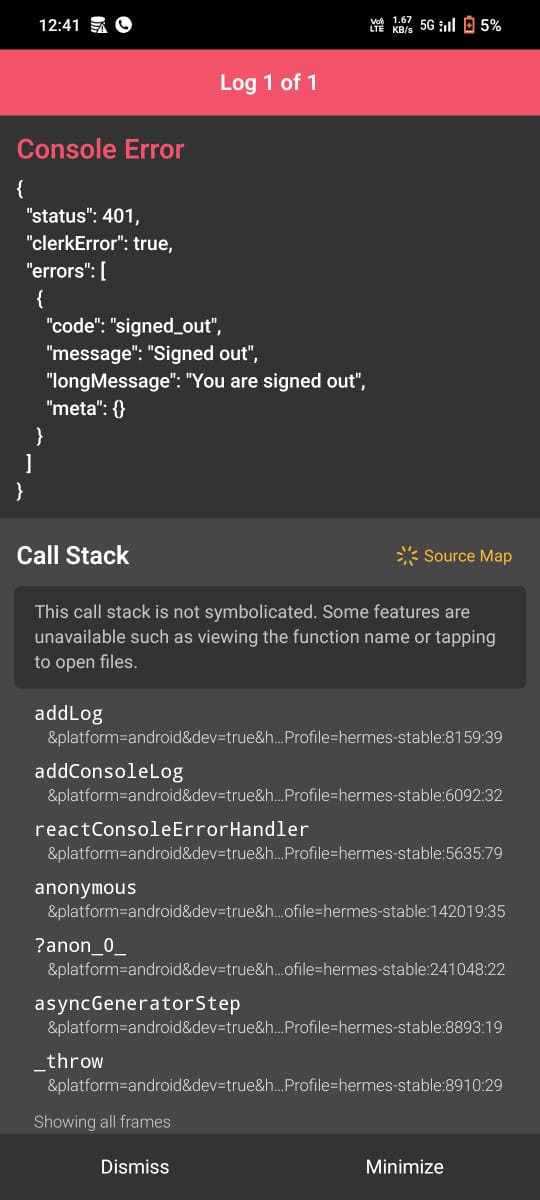 12:41
Vo) LTE 1.67 KB/s 5G 5%
Log 1 of 1
Console Error
{
"status": 401,
"clerkError": true,
"errors": [
{
"code": "signed_out",
"message": "Signed out",
"longMessage": "You are signed out",
"meta": {}
}
]
}
Call Stack
Source Map
This call stack is not symbolicated. Some features are
unavailable such as viewing the function name or tapping
to open files.
addLog
&platform=android&dev=true&h...Profile=hermes-stable:8159:39
addConsoleLog
&platform=android&dev=true&h...Profile=hermes-stable:6092:32
reactConsoleErrorHandler
&platform=android&dev=true&h...Profile=hermes-stable:5635:79
anonymous
&platform=android&dev=true&h...ofile=hermes-stable:142019:35
?anon_0_
&platform=android&dev=true&h...ofile=hermes-stable:241048:22
asyncGeneratorStep
&platform=android&dev=true&h...Profile=hermes-stable:8893:19
_throw
&platform=android&dev=true&h...Profile=hermes-stable:8910:29
Showing all frames
Dismiss
Minimize